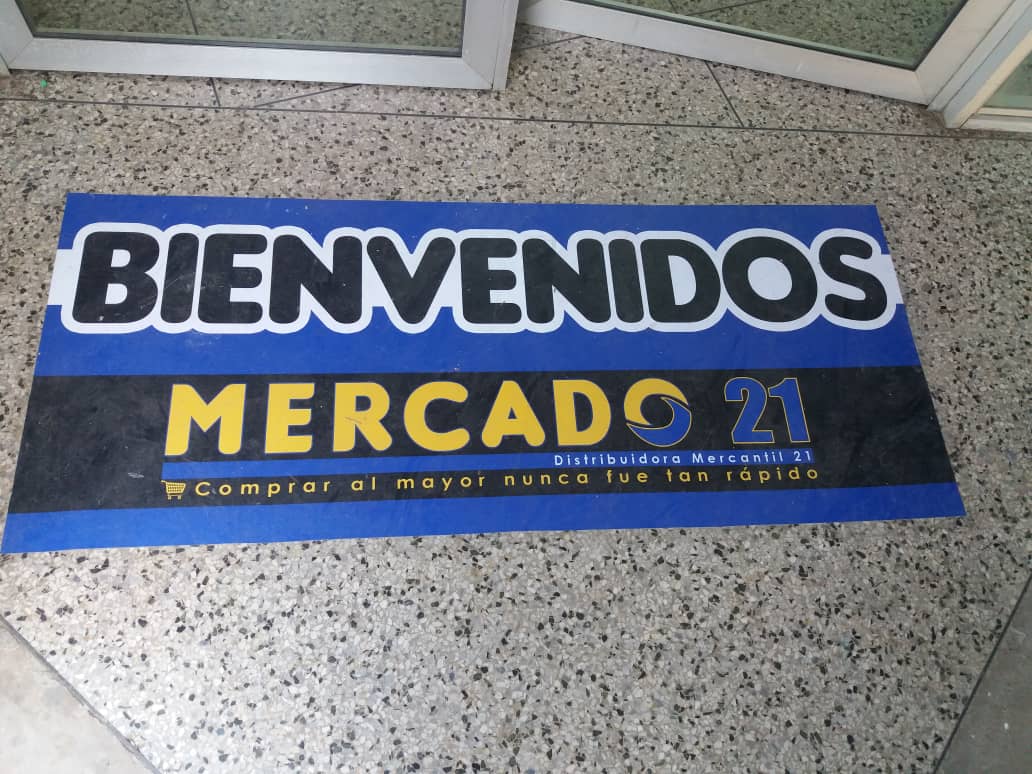 BIENVENIDOS
MERCADO 21
Distribuidora Mercantil 21
Comprar al mayor nunca fue tan rápido